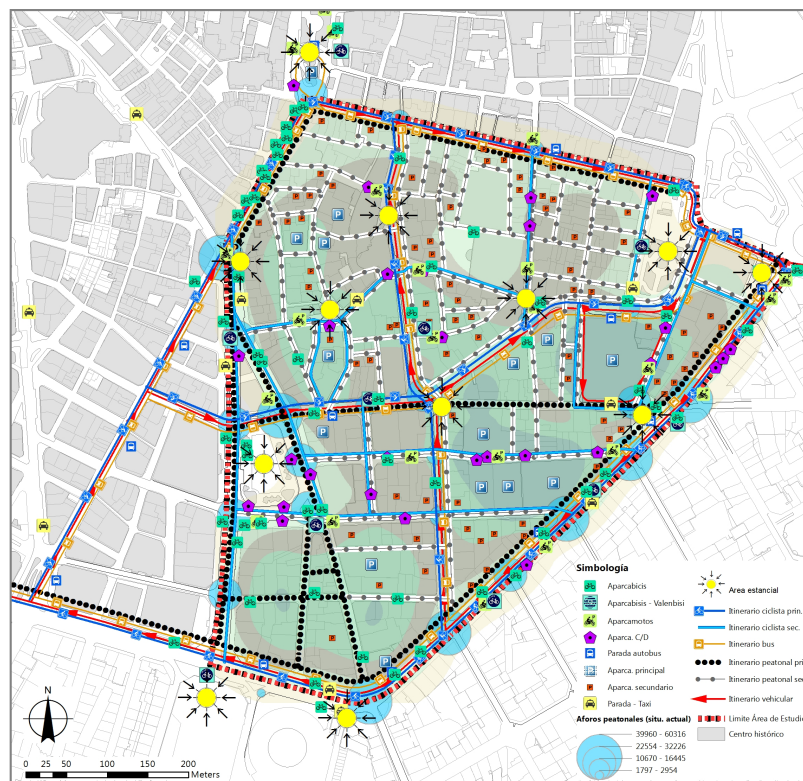 Simbología
Aparcabicis
Aparcabisis - Valenbisi
Aparcamotos
Aparca. C/D
Parada autobus
Aparca. principal
Aparca. secundario
Parada - Taxi
Aforos peatonales (situ. actual)
39960 - 60316
22554 - 32226
10670 - 16445
1797 - 2954
Area estancial
Itinerario ciclista prin.
Itinerario ciclista sec.
Itinerario bus
Itinerario peatonal pri
Itinerario peatonal sec
Itinerario vehicular
Limite Área de Estudio
Centro histórico
N
0 25 50 100 150 200
Meters